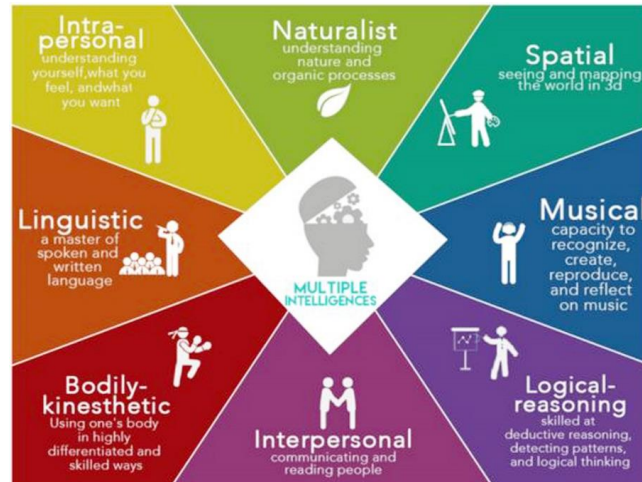 Intra-
personal
understanding
yourself,what you
feel, andwhat
you want
Naturalist
understanding
nature and
organic processes
Spatial
seeing and mapping
the world in 3d
Linguistic
a master of
spoken and
written
language
MULTIPLE
INTELLIGENCES
Musical
capacity to
recognize,
create,
reproduce,
and reflect
on music
Bodily-
kinesthetic
Using one's body
in highly
differentiated and
skilled ways
Interpersonal
communicating and
reading people
Logical-
reasoning
skilled at
deductive reasoning,
detecting patterns,
and logical thinking